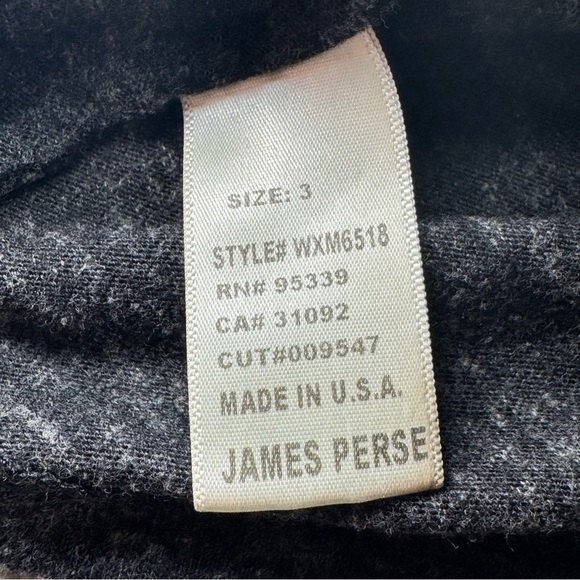 SIZE: 3
STYLE# WXM6518
RN# 95339
CA# 31092
CUT#009547
MADE IN U.S.A.
JAMES PERSE